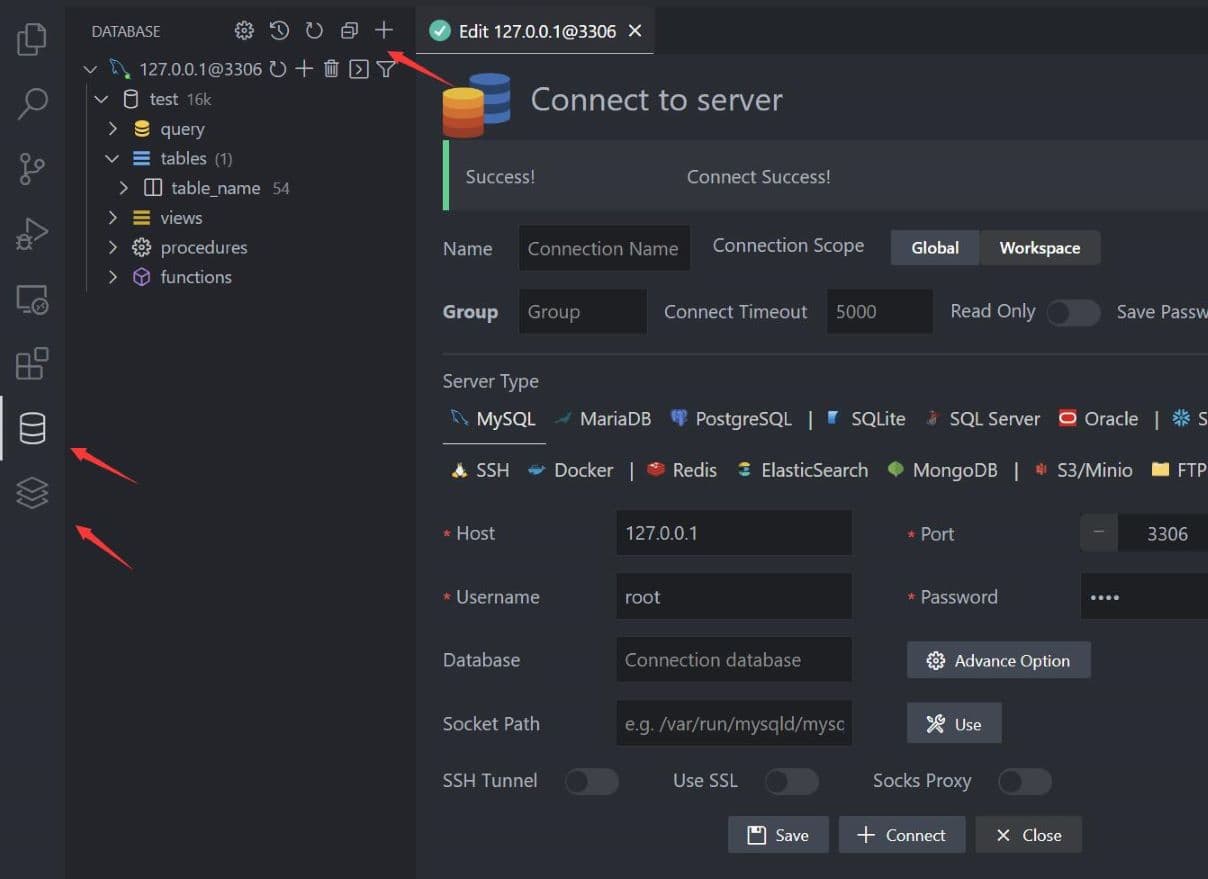 DATABASE
127.0.0.1@3306
test 16k
query
tables (1)
table_name 54
views
procedures
functions
Edit 127.0.0.1@3306
Connect to server
Success! Connect Success!
Name Connection Name Connection Scope Global Workspace
Group Group Connect Timeout 5000 Read Only Save Passw
Server Type
MySQL MariaDB PostgreSQL | SQLite SQL Server Oracle | S
SSH Docker | Redis ElasticSearch MongoDB | S3/Minio FTP
* Host 127.0.0.1 * Port 3306
* Username root * Password ••••
Database Connection database Advance Option
Socket Path e.g. /var/run/mysqld/mysc Use
SSH Tunnel Use SSL Socks Proxy
Save Connect Close